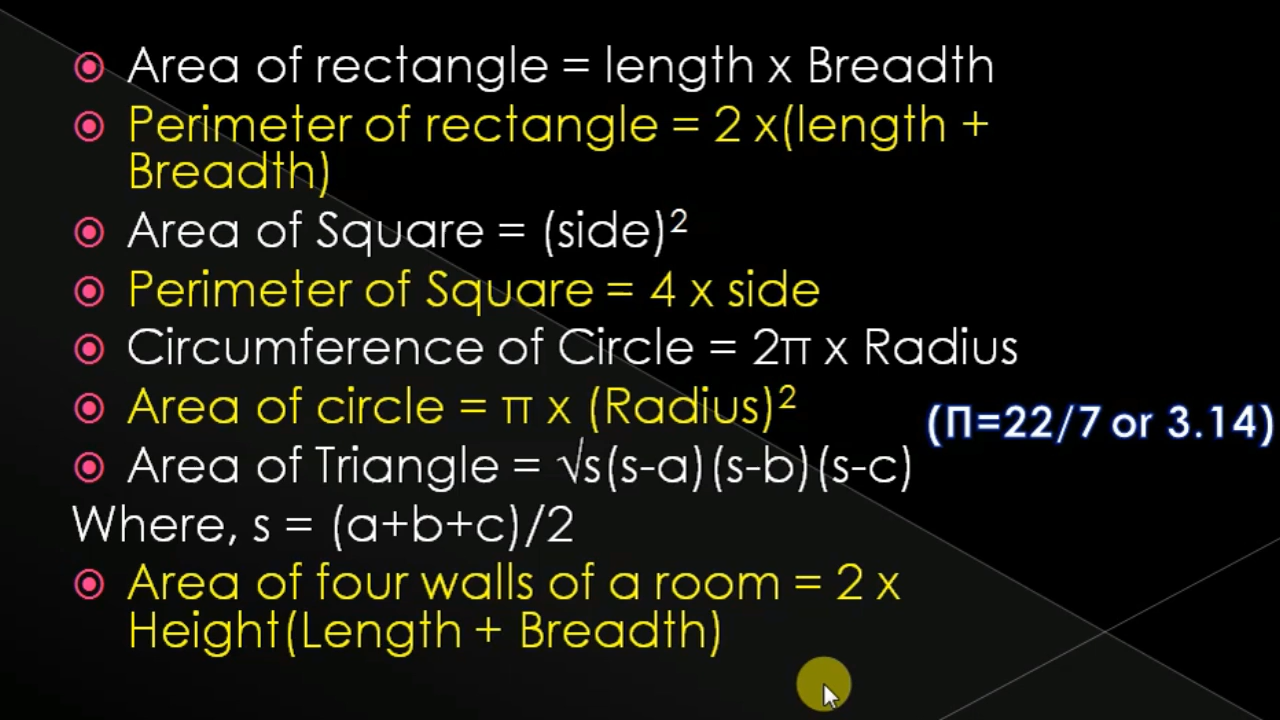 Area of rectangle = length x Breadth
Perimeter of rectangle = 2 x(length +
Breadth)
Area of Square = (side)²
Perimeter of Square = 4 x side
Circumference of Circle = 2π x Radius
Area of circle = π x (Radius)²
(Π=22/7 or 3.14)
Area of Triangle = √s(s-a)(s-b)(s-c)
Where, s = (a+b+c)/2
Area of four walls of a room = 2 x
Height(Length + Breadth)